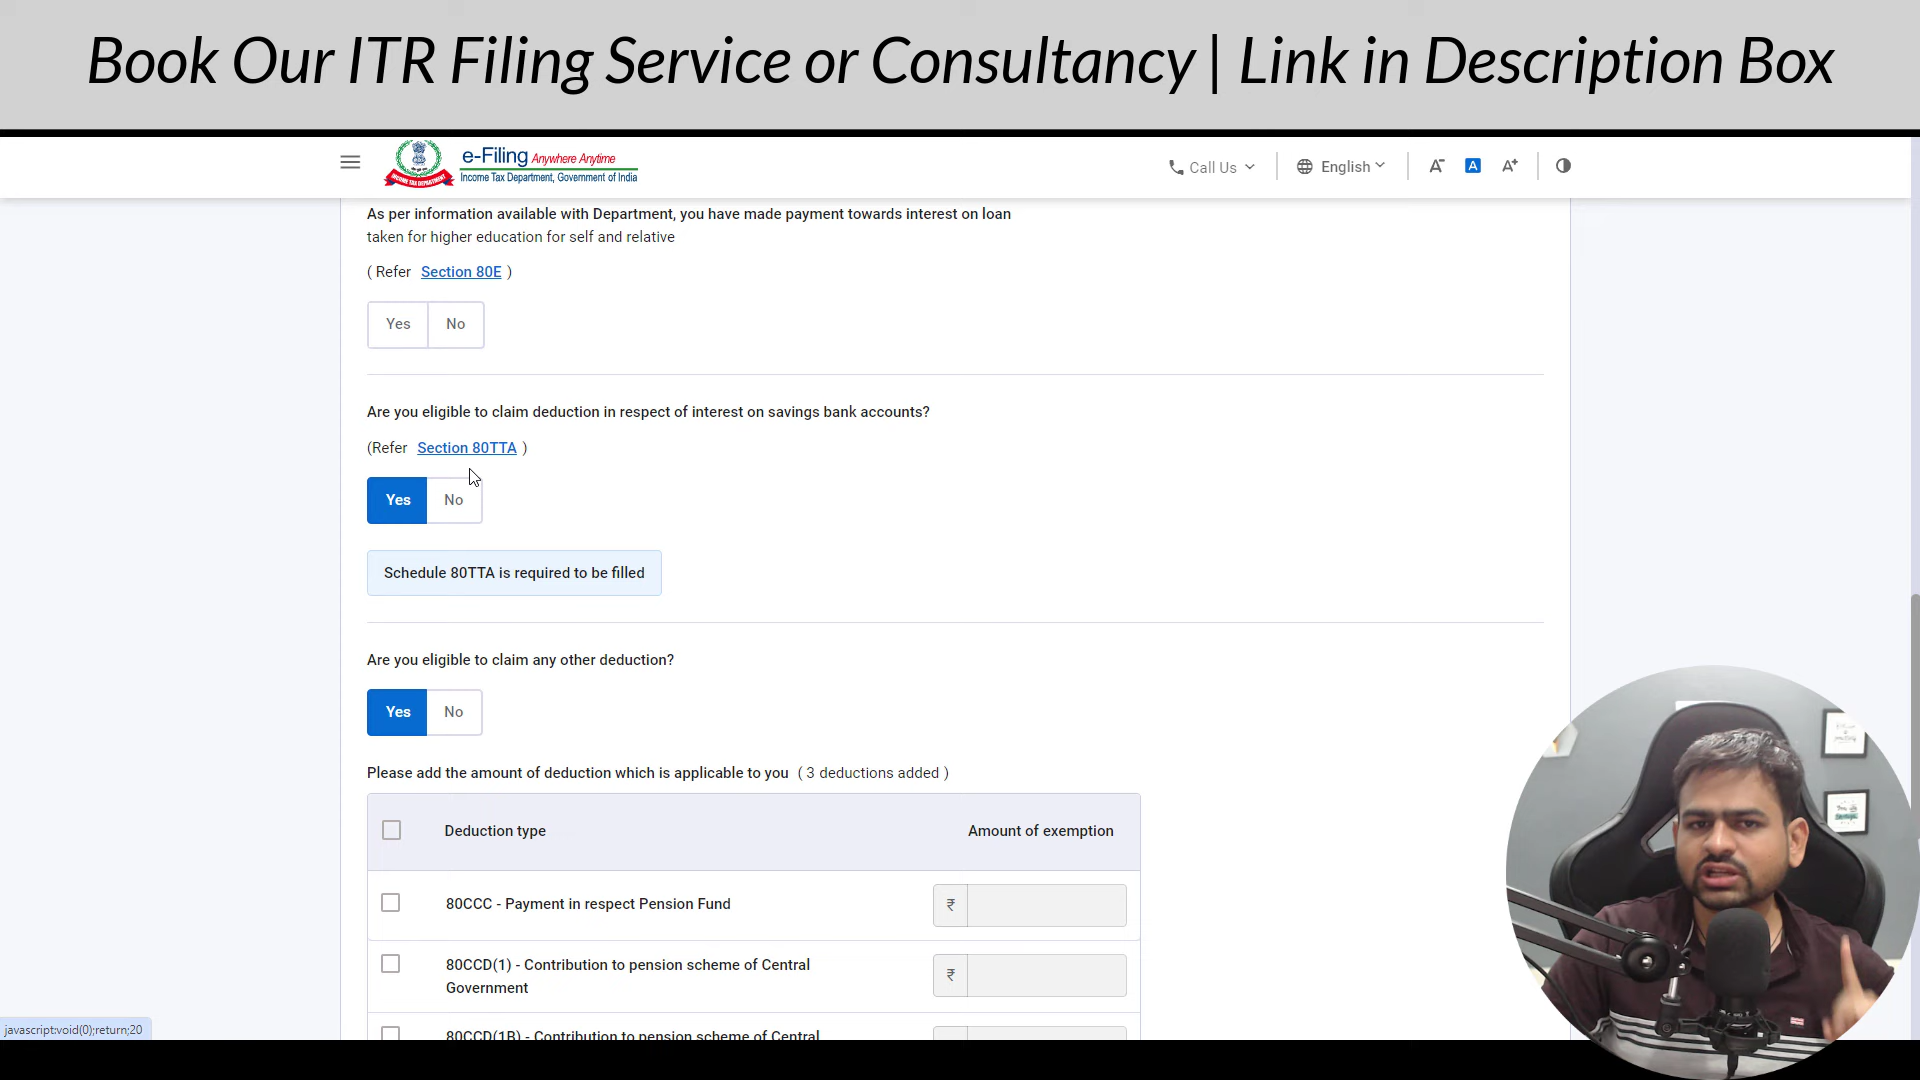 Book Our ITR Filing Service or Consultancy | Link in Description Box
e-Filing Anywhere Anytime
Income Tax Department, Government of India
INCOME TAX DEPARTMENT
Call Us
English
A-
A
A+
As per information available with Department, you have made payment towards interest on loan
taken for higher education for self and relative
( Refer Section 80E )
Yes No
Are you eligible to claim deduction in respect of interest on savings bank accounts?
(Refer Section 80TTA )
Yes No
Schedule 80TTA is required to be filled
Are you eligible to claim any other deduction?
Yes No
Please add the amount of deduction which is applicable to you ( 3 deductions added )
Deduction type Amount of exemption
80CCC - Payment in respect Pension Fund ₹
80CCD(1) - Contribution to pension scheme of Central
Government ₹
80CCD(1B) - Contribution to pension scheme of Central
javascript:void(0);return;20